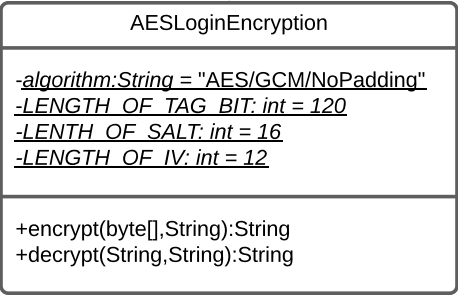 AESLoginEncryption
-algorithm:String = "AES/GCM/NoPadding"
-LENGTH_OF_TAG_BIT: int = 120
-LENTH_OF_SALT: int = 16
-LENGTH_OF_IV: int = 12
+encrypt(byte[],String):String
+decrypt(String,String):String